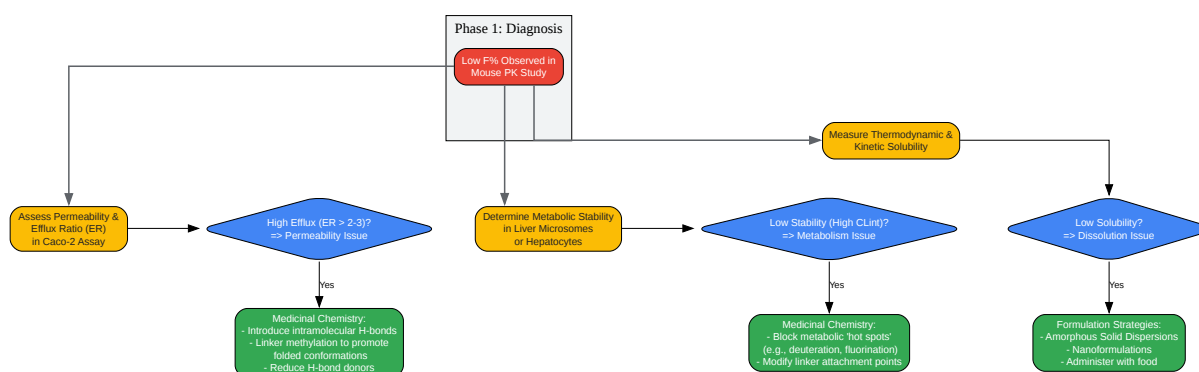 Phase 1: Diagnosis
Low F% Observed in
Mouse PK Study
Measure Thermodynamic &
Kinetic Solubility
Assess Permeability &
Efflux Ratio (ER)
in Caco-2 Assay
High Efflux (ER > 2-3)?
=> Permeability Issue
Determine Metabolic Stability
in Liver Microsomes
or Hepatocytes
Low Stability (High CLint)?
=> Metabolism Issue
Low Solubility?
=> Dissolution Issue
Yes
Yes
Yes
Medicinal Chemistry:
- Introduce intramolecular H-bonds
- Linker methylation to promote
folded conformations
- Reduce H-bond donors
Medicinal Chemistry:
- Block metabolic 'hot spots'
(e.g., deuteration, fluorination)
- Modify linker attachment points
Formulation Strategies:
- Amorphous Solid Dispersions
- Nanoformulations
- Administer with food